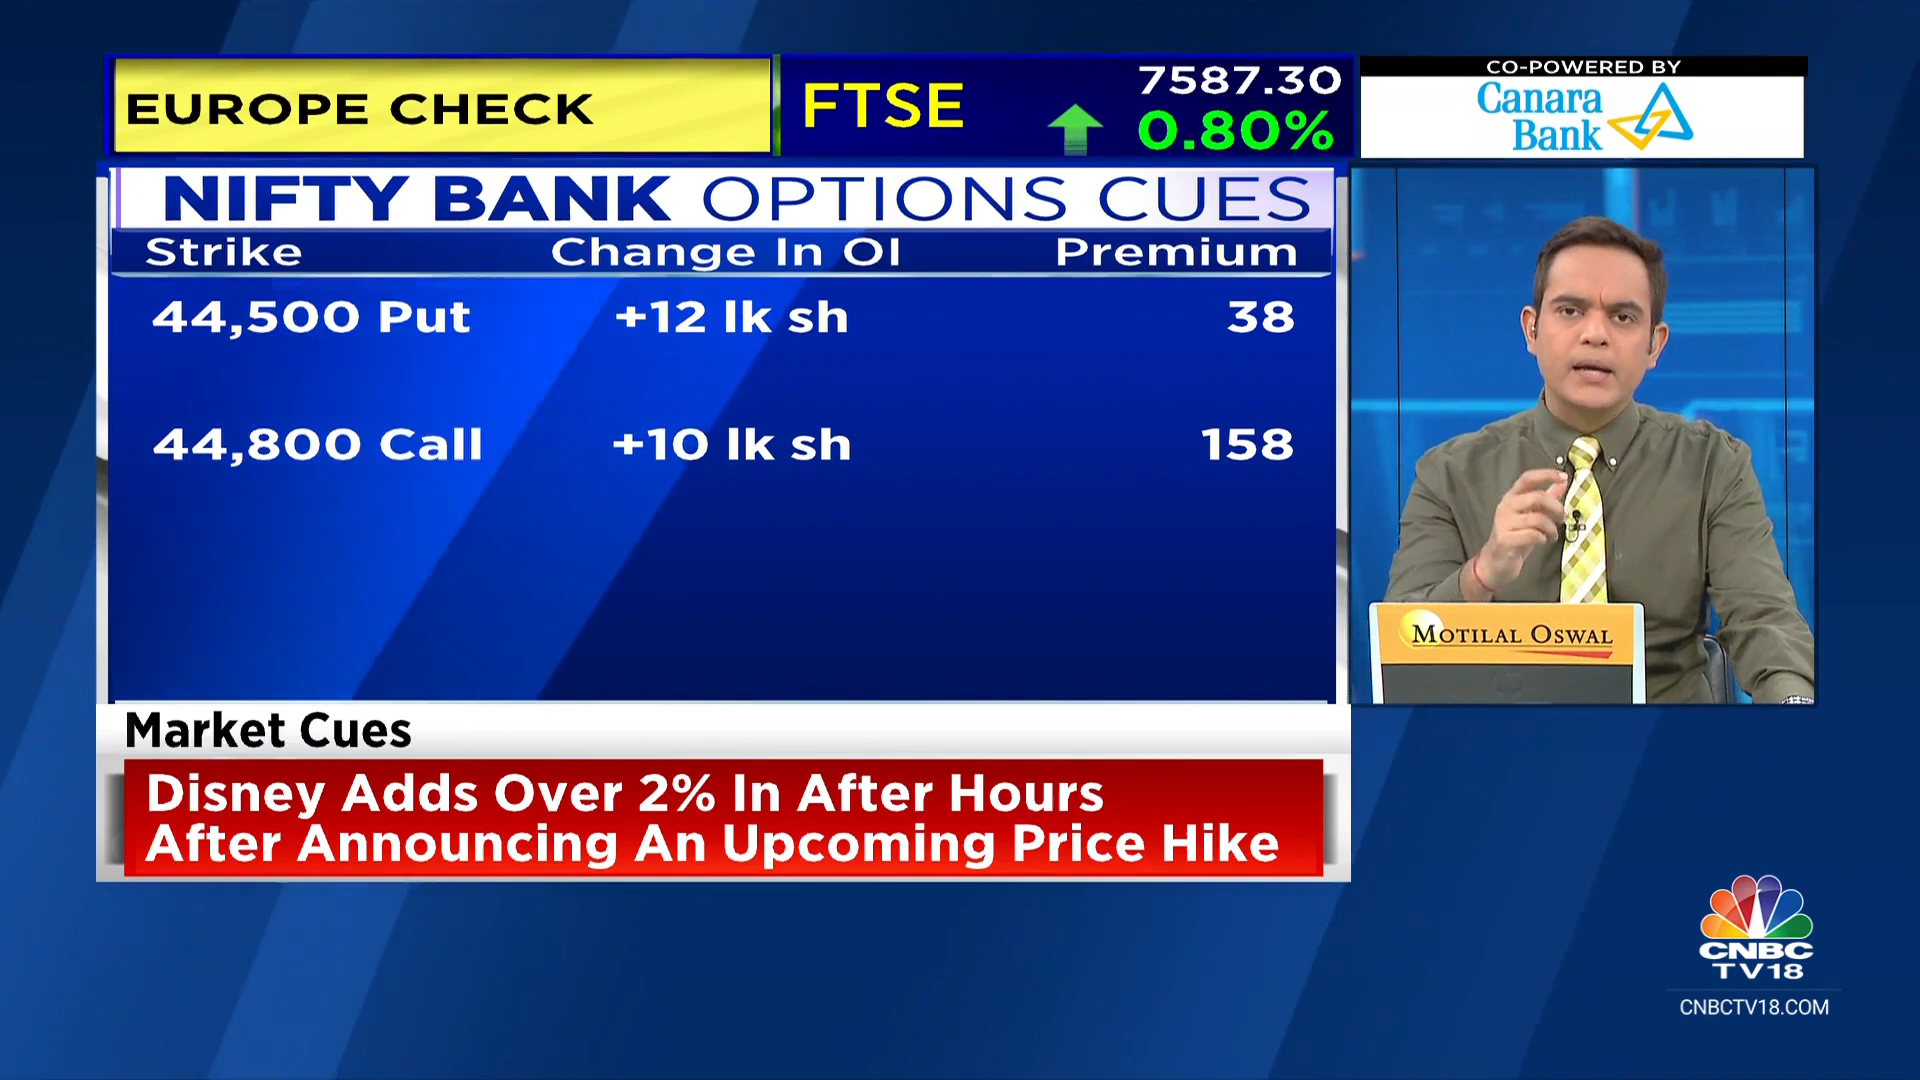 EUROPE CHECK
FTSE
7587.30
0.80%
CO-POWERED BY
Canara
Bank
NIFTY BANK OPTIONS CUES
Strike Change In OI Premium
44,500 Put +12 lk sh 38
44,800 Call +10 lk sh 158
MOTILAL OSWAL
Market Cues
Disney Adds Over 2% In After Hours
After Announcing An Upcoming Price Hike
CNBC
TV18
CNBCTV18.COM